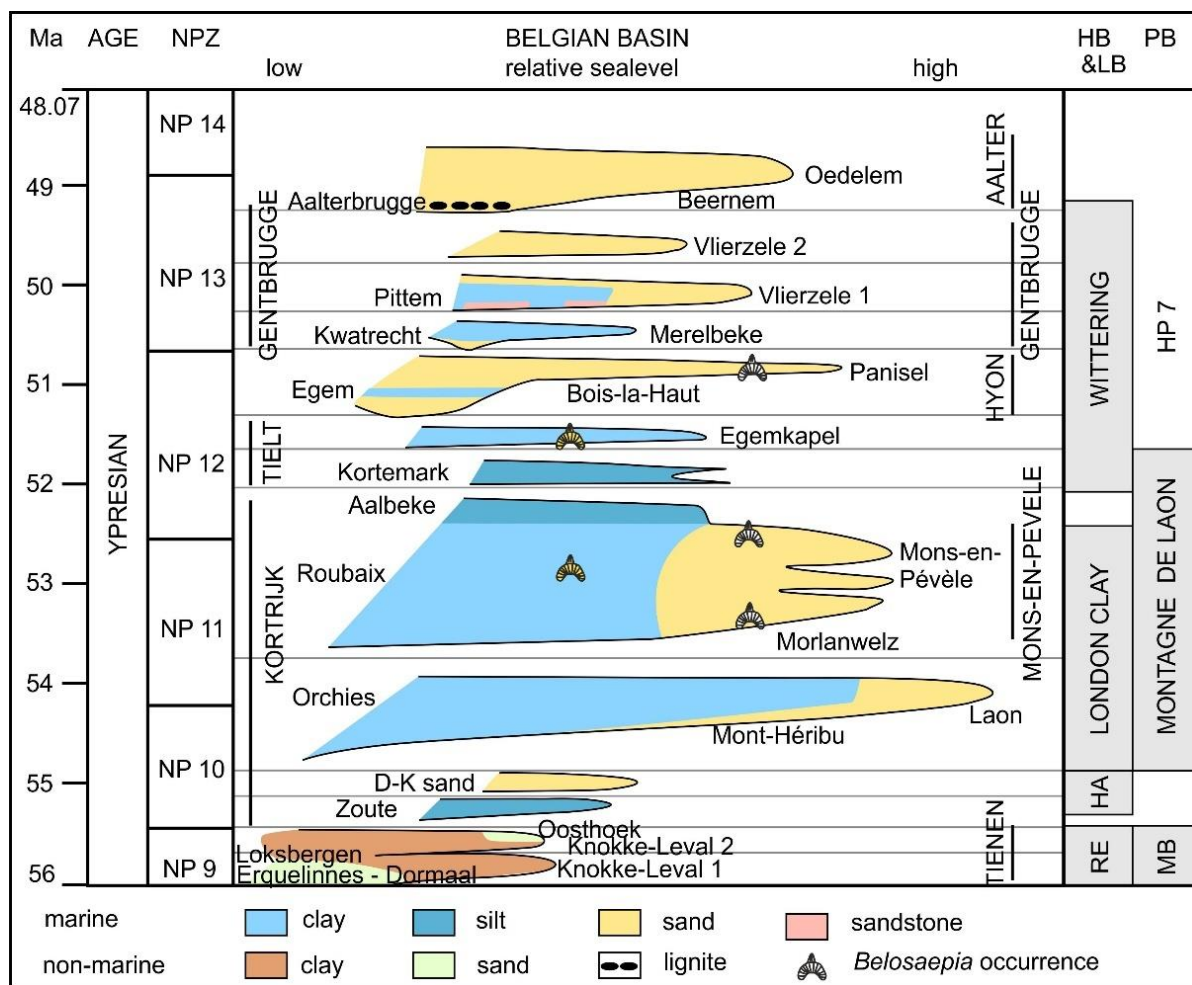 Ma AGE NPZ BELGIAN BASIN HB PB
low relative sealevel high &LB
48.07
NP 14
AALTER
49
Oedelem
Aalterbrugge Beernem
GENTBRUGGE GENTBRUGGE
Vlierzele 2
NP 13
50
Pittem Vlierzele 1
WITTERING
HP 7
Kwatrecht Merelbeke
51
Egem Panisel
Bois-la-Haut
HYON
TIELT
Egemkapel
NP 12
52
Kortemark
YPRESIAN
Aalbeke
MONS-EN-PEVELE
53
Roubaix Mons-en-
Pévèle
KORTRIJK
NP 11
Morlanwelz
LONDON CLAY
MONTAGNE DE LAON
54
Orchies Laon
Mont-Héribu
NP 10
55
D-K sand
HA
Zoute
Oosthoek
Knokke-Leval 2
Loksbergen
NP 9
TIENEN
RE
MB
Erquelinnes - Dormaal Knokke-Leval 1
56
marine clay silt sand sandstone
non-marine clay sand lignite Belosaepia occurrence